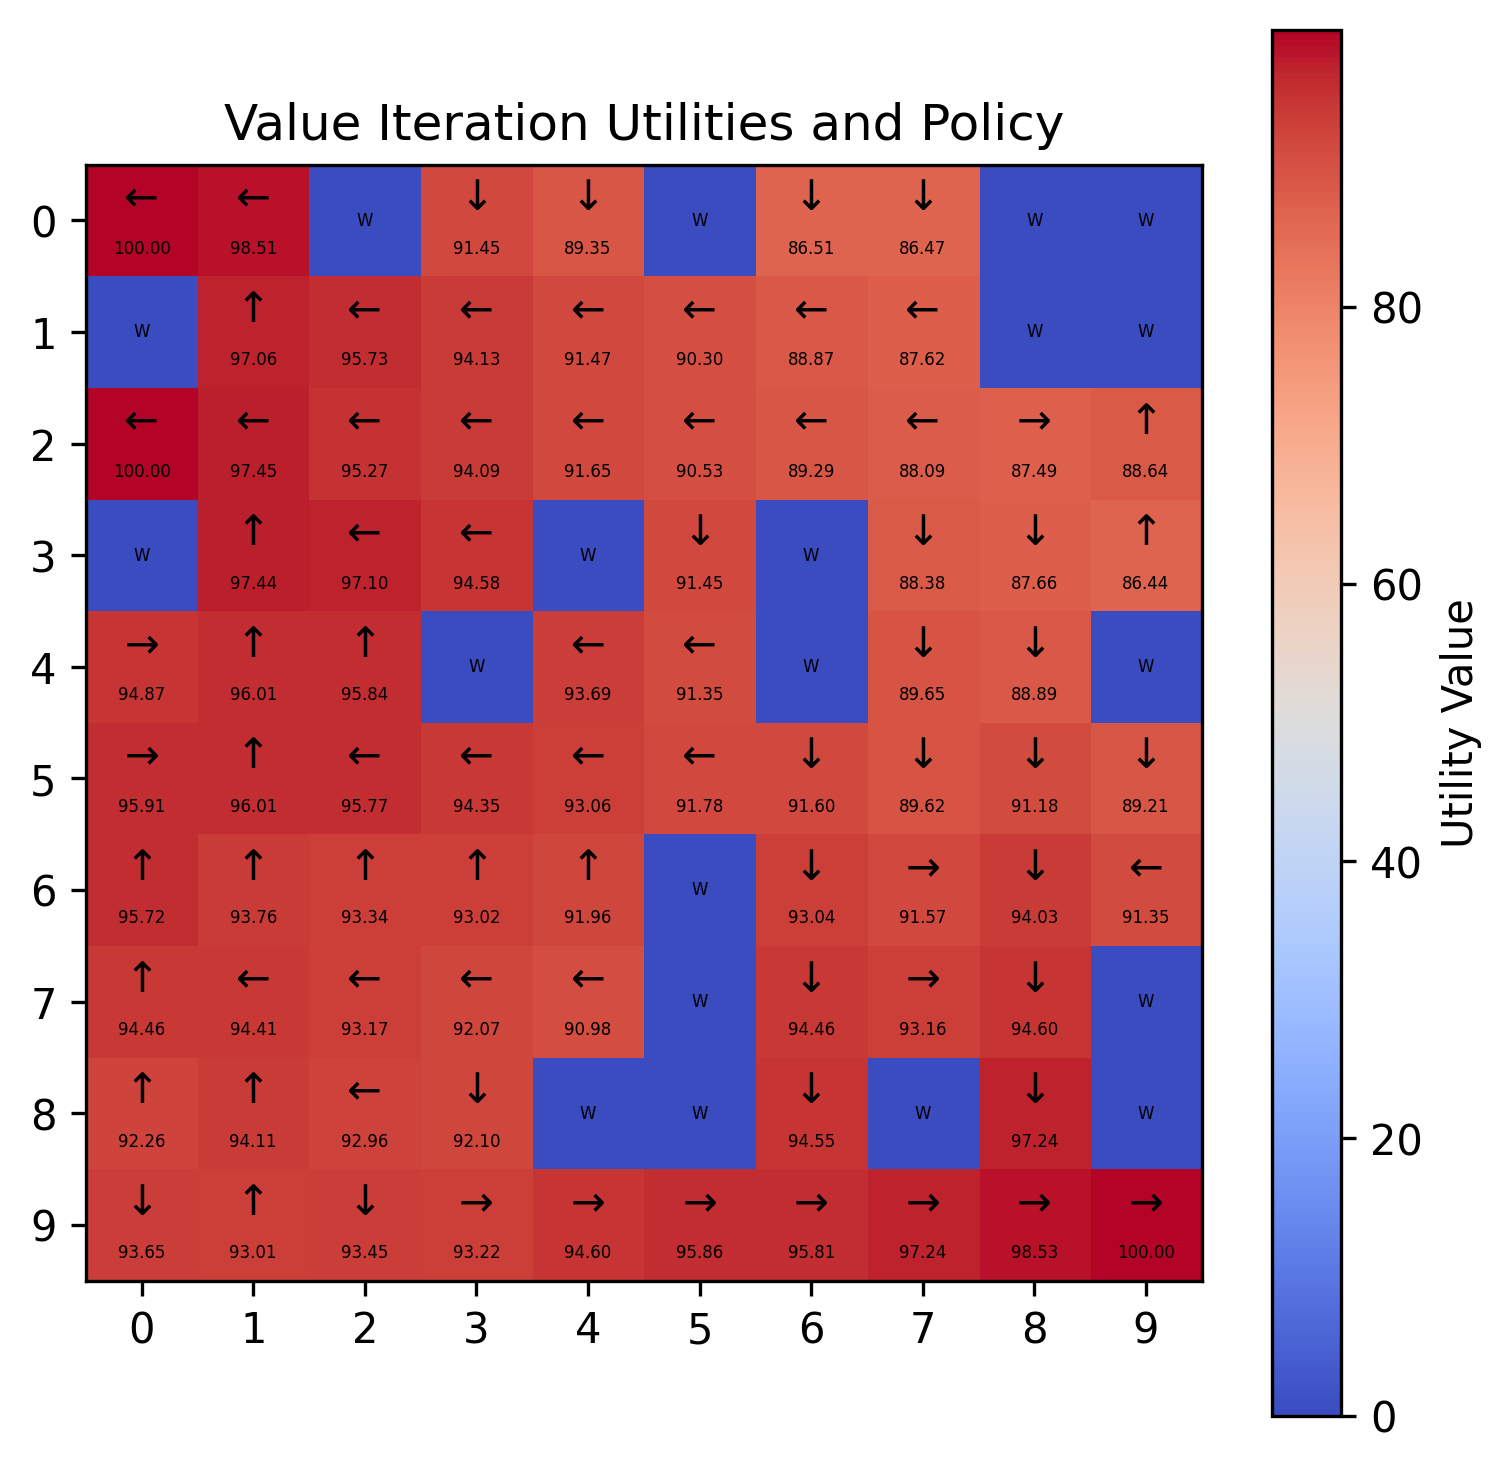 Value Iteration Utilities and Policy
0 ← ← W ↓ ↓ W ↓ ↓ W W
100.00 98.51 91.45 89.35 86.51 86.47
1 W ↑ ← ← ← ← ← ← W W
97.06 95.73 94.13 91.47 90.30 88.87 87.62
2 ← ← ← ← ← ← ← ← → ↑
100.00 97.45 95.27 94.09 91.65 90.53 89.29 88.09 87.49 88.64
3 W ↑ ← ← W ↓ W ↓ ↓ ↑
97.44 97.10 94.58 91.45 88.38 87.66 86.44
4 → ↑ ↑ W ← ← W ↓ ↓ W
94.87 96.01 95.84 93.69 91.35 89.65 88.89
5 → ↑ ← ← ← ← ↓ ↓ ↓ ↓
95.91 96.01 95.77 94.35 93.06 91.78 91.60 89.62 91.18 89.21
6 ↑ ↑ ↑ ↑ ↑ W ↓ → ↓ ←
95.72 93.76 93.34 93.02 91.96 93.04 91.57 94.03 91.35
7 ↑ ← ← ← ← W ↓ → ↓ W
94.46 94.41 93.17 92.07 90.98 94.46 93.16 94.60
8 ↑ ↑ ← ↓ W W ↓ W ↓ W
92.26 94.11 92.96 92.10 94.55 97.24
9 ↓ ↑ ↓ → → → → → → →
93.65 93.01 93.45 93.22 94.60 95.86 95.81 97.24 98.53 100.00
0 1 2 3 4 5 6 7 8 9
80
60
40
20
0
Utility Value